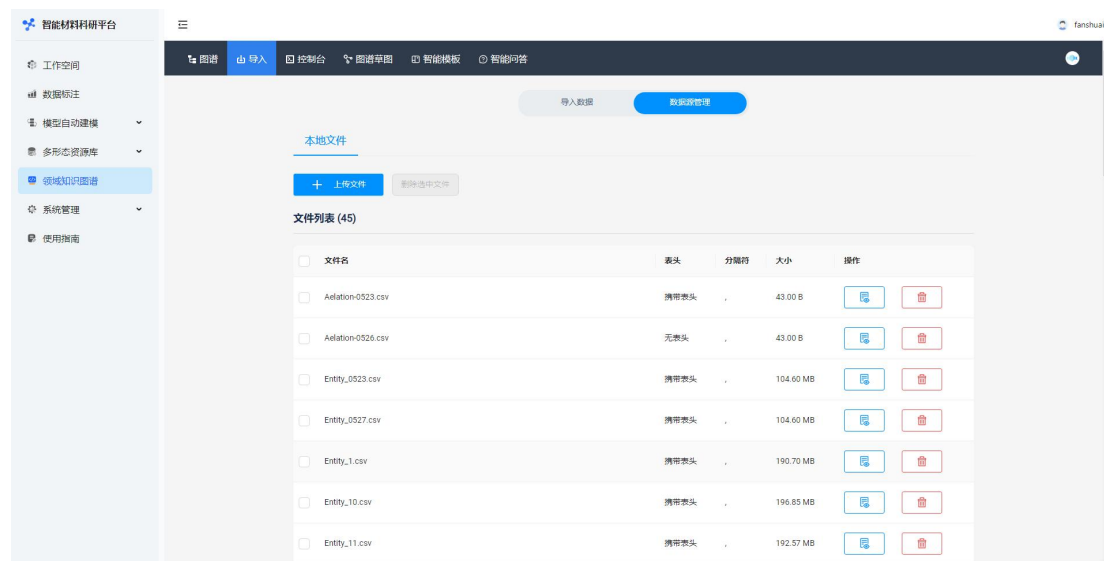 智能材料科研平台
fanshuai
工作空间
数据标注
模型自动建模
多形态资源库
领域知识图谱
系统管理
使用指南
图谱 导入 控制台 图谱草图 智能模板 智能问答
导入数据 数据源管理
本地文件
+ 上传文件 删除选中文件
文件列表 (45)
文件名 表头 分隔符 大小 操作
Aelation-0523.csv 携带表头 , 43.00 B
Aelation-0526.csv 无表头 , 43.00 B
Entity_0523.csv 携带表头 , 104.60 MB
Entity_0527.csv 携带表头 , 104.60 MB
Entity_1.csv 携带表头 , 190.70 MB
Entity_10.csv 携带表头 , 196.85 MB
Entity_11.csv 携带表头 , 192.57 MB